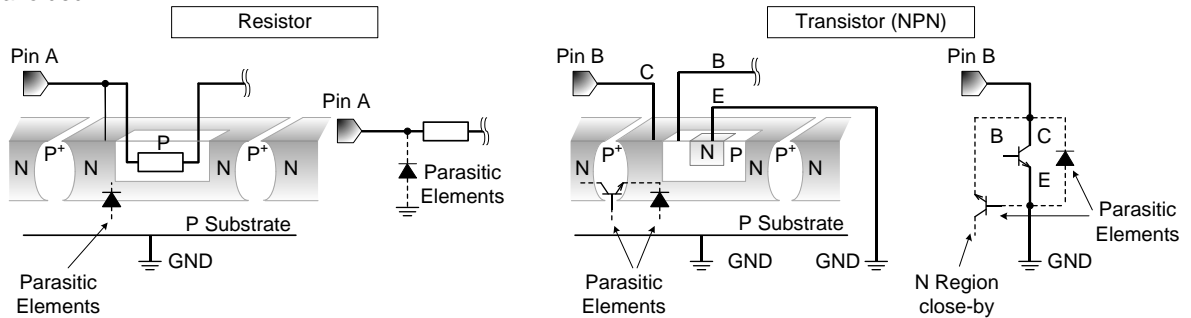 Resistor
Transistor (NPN)
Pin A
Pin A
N
P+
N
P
N
P+
N
Parasitic
Elements
P Substrate
GND
Parasitic
Elements
Pin B
C
B
E
N
P+
N
N
P
N
P+
N
P Substrate
GND
GND
Parasitic
Elements
Pin B
B
C
E
Parasitic
Elements
GND
N Region
close-by